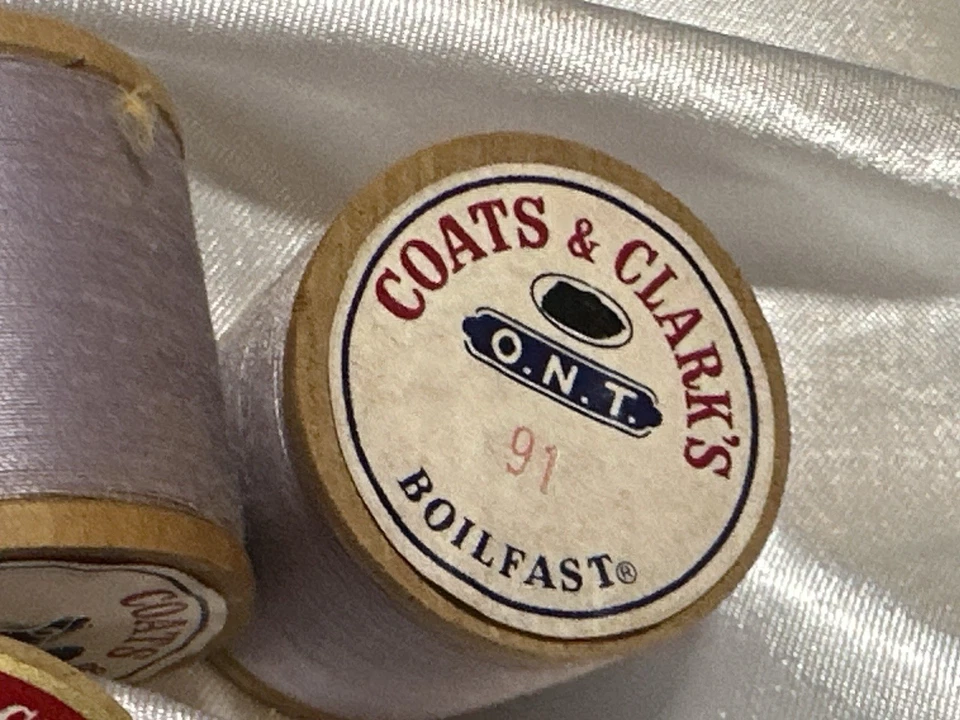 COATS & CLARK'S
O.N.T.
91
BOILFAST®
COATS &